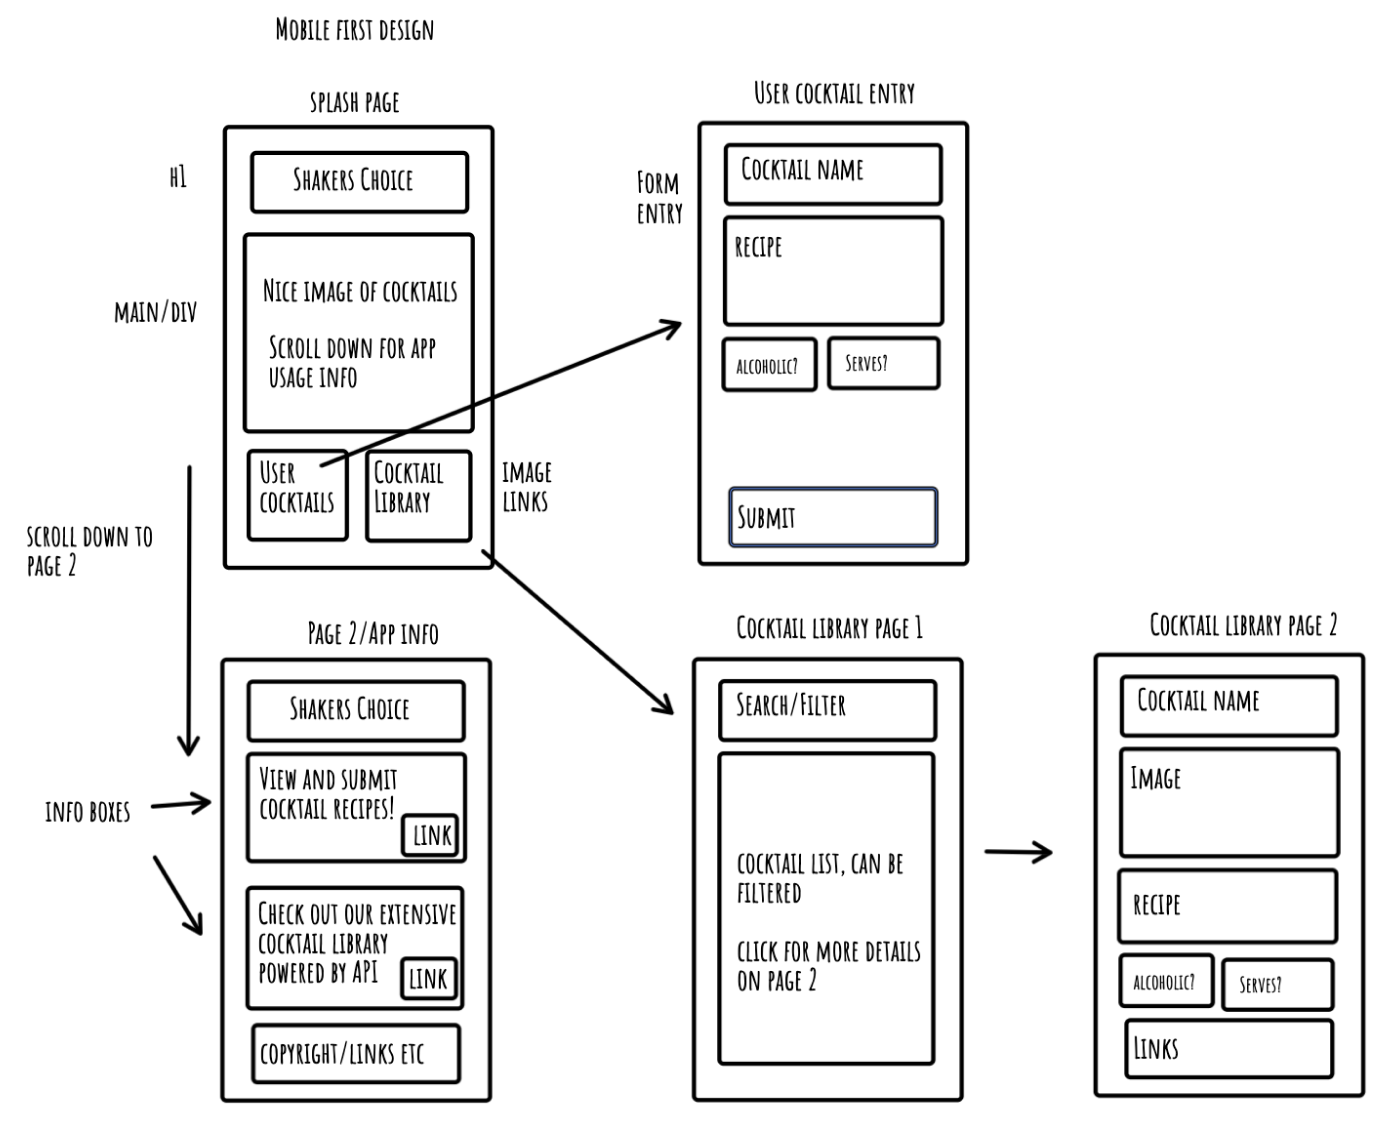 Mobile first design
splash page
H1
Shakers Choice
main/div
Nice image of cocktails
Scroll down for app
usage info
User
cocktails
Cocktail
Library
image
links
scroll down to
page 2
User cocktail entry
Form
entry
Cocktail name
recipe
alcoholic?
Serves?
Submit
Page 2/App info
Shakers Choice
View and submit
cocktail recipes!
link
info boxes
Check out our extensive
cocktail library
powered by API
link
copyright/links etc
Cocktail library page 1
Search/Filter
cocktail list, can be
filtered
click for more details
on page 2
Cocktail library page 2
Cocktail name
Image
recipe
alcoholic?
Serves?
Links